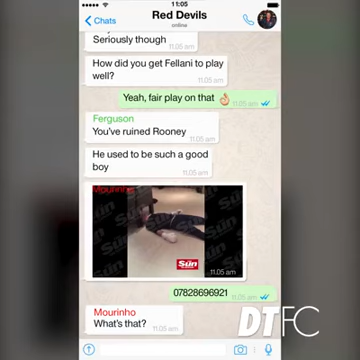 11:05
Chats
Red Devils
online
Seriously though
11.05 am
How did you get Fellani to play
well?
11.05 am
Yeah, fair play on that 👌
11.05 am
Ferguson
You've ruined Rooney
11.05 am
He used to be such a good
boy
11.05 am
Mourinho
Sun
11.05 am
07828696921
11.05 am
Mourinho
What's that?
11.05 am
DTFC